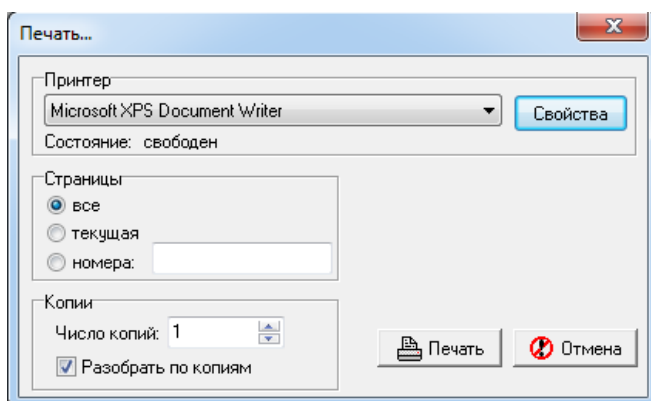 Печать...
Принтер
Microsoft XPS Document Writer
Свойства
Состояние: свободен
Страницы
все
текущая
номера:
Копии
Число копий: 1
Разобрать по копиям
Печать
Отмена